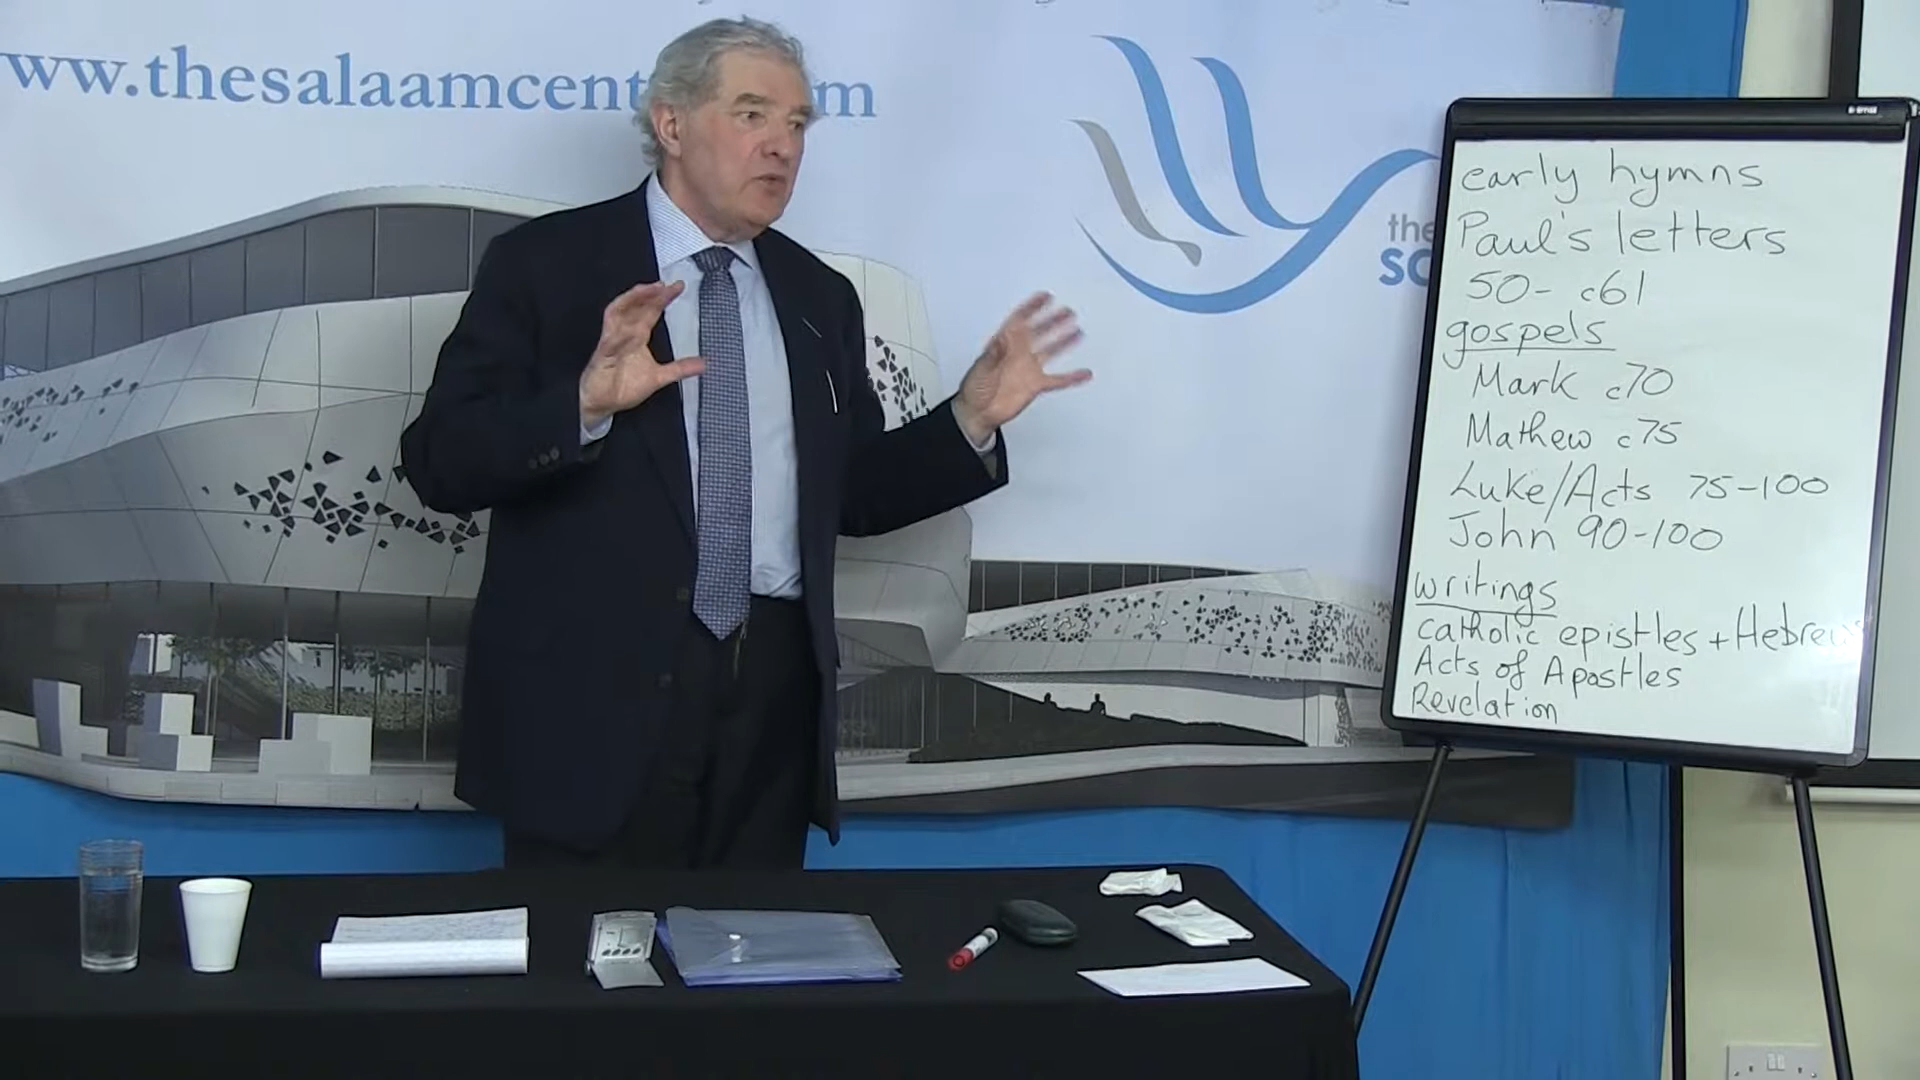 www.thesalaamcent m
the
SC
early hymns
Paul's letters
50- c61
gospels
Mark c70
Mathew c75
Luke/Acts 75-100
John 90-100
writings
catholic epistles + Hebrews
Acts of Apostles
Revelation